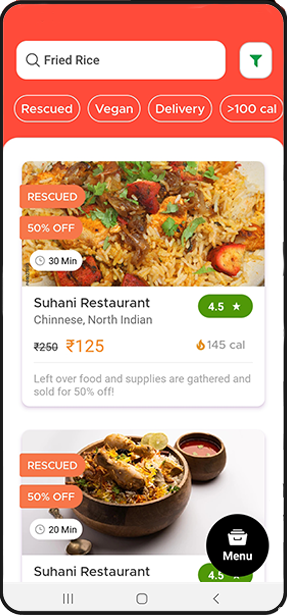 Fried Rice
Rescued
Vegan
Delivery
>100 cal
RESCUED
50% OFF
30 Min
Suhani Restaurant
4.5 ★
Chinnese, North Indian
₹250 ₹125
145 cal
Left over food and supplies are gathered and
sold for 50% off!
RESCUED
50% OFF
20 Min
Menu
Suhani Restaurant
4.5 ★